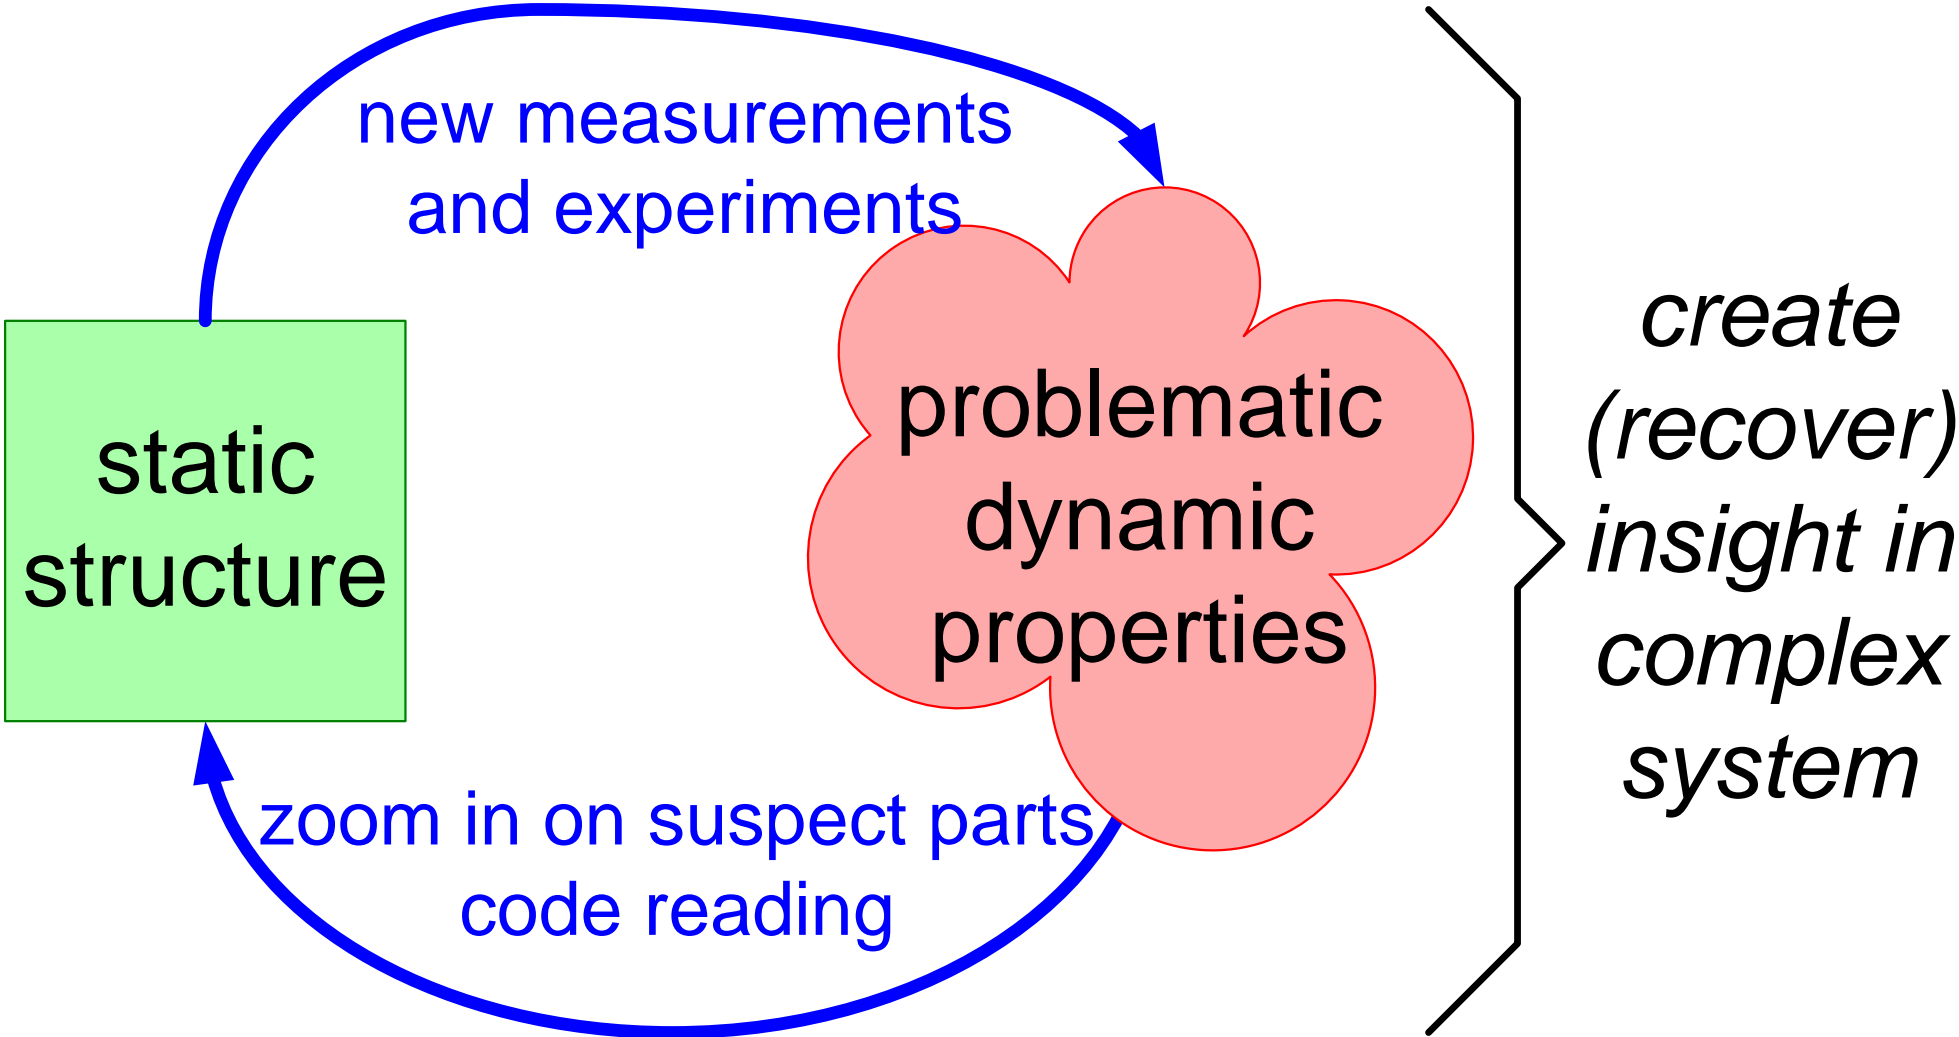 new measurements
and experiments
static
structure
problematic
dynamic
properties
zoom in on suspect parts
code reading
create
(recover)
insight in
complex
system